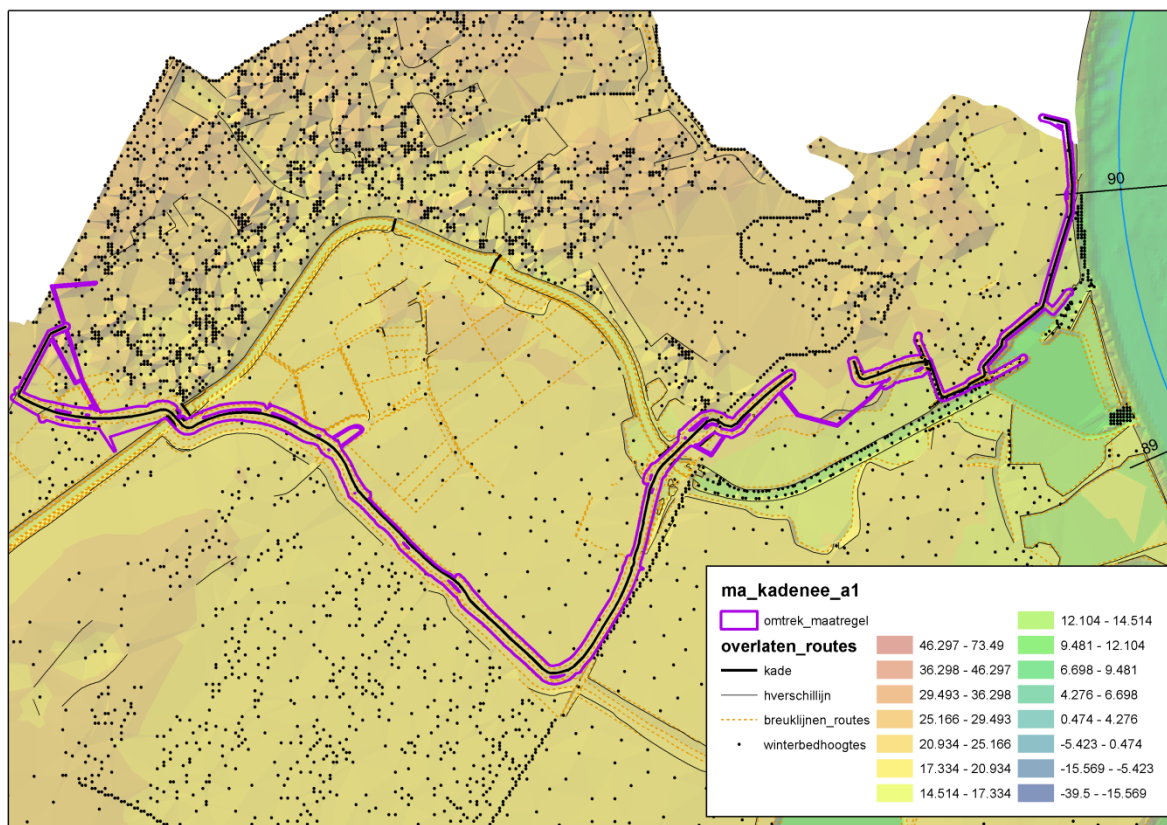 90
89
ma_kadenee_a1
omtrek_maatregel
overlaten_routes
kade
hverschillijn
breuklijnen_routes
winterbedhoogtes
46.297 - 73.49
36.298 - 46.297
29.493 - 36.298
25.166 - 29.493
20.934 - 25.166
17.334 - 20.934
14.514 - 17.334
12.104 - 14.514
9.481 - 12.104
6.698 - 9.481
4.276 - 6.698
0.474 - 4.276
-5.423 - 0.474
-15.569 - -5.423
-39.5 - -15.569